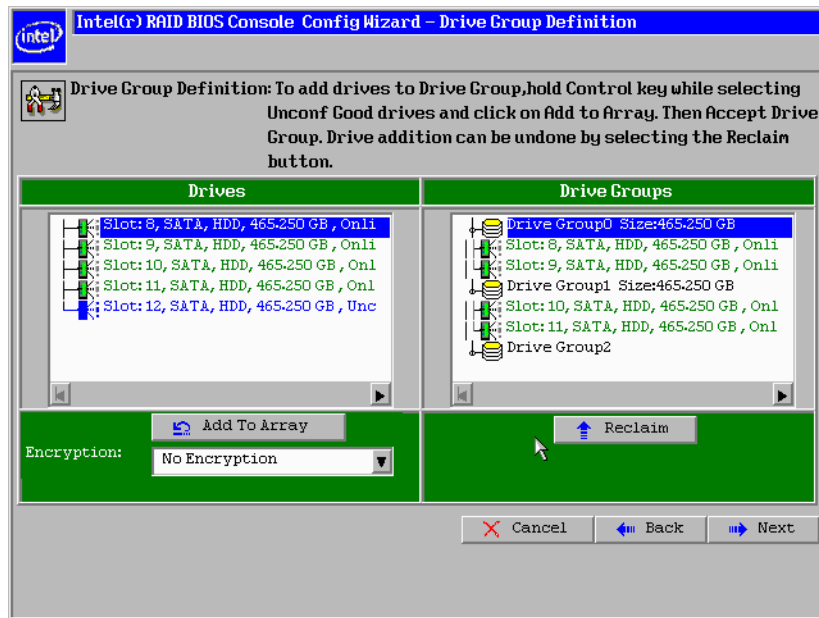 intel
Intel(r) RAID BIOS Console Config Wizard – Drive Group Definition
Drive Group Definition: To add drives to Drive Group,hold Control key while selecting
Unconf Good drives and click on Add to Array. Then Accept Drive
Group. Drive addition can be undone by selecting the Reclaim
button.
Drives
Slot: 8, SATA, HDD, 465.250 GB , Onli
Slot: 9, SATA, HDD, 465.250 GB , Onli
Slot: 10, SATA, HDD, 465.250 GB , Onl
Slot: 11, SATA, HDD, 465.250 GB , Onl
Slot: 12, SATA, HDD, 465.250 GB , Unc
Add To Array
Encryption:
No Encryption
Drive Groups
Drive Group0 Size:465.250 GB
Slot: 8, SATA, HDD, 465.250 GB , Onli
Slot: 9, SATA, HDD, 465.250 GB , Onli
Drive Group1 Size:465.250 GB
Slot: 10, SATA, HDD, 465.250 GB , Onl
Slot: 11, SATA, HDD, 465.250 GB , Onl
Drive Group2
Reclaim
Cancel
Back
Next